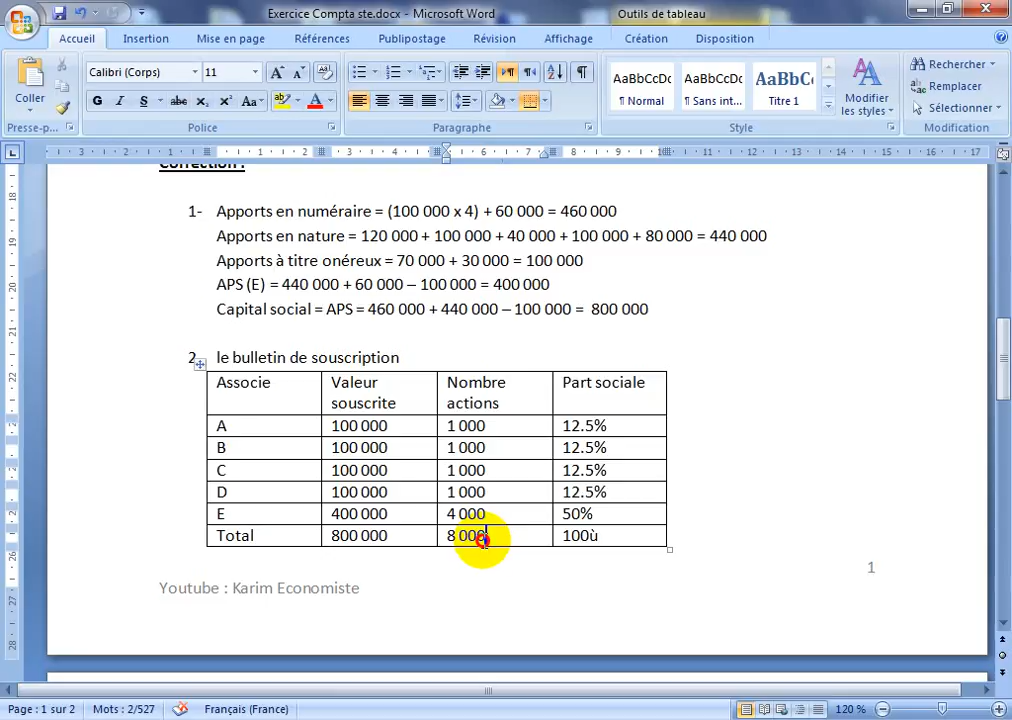 Exercice Compta ste.docx - Microsoft Word
Outils de tableau
Accueil Insertion Mise en page Références Publipostage Révision Affichage Création Disposition
Coller
Calibri (Corps) 11
AaBbCcDc AaBbCcDc AaBbC
¶ Normal ¶ Sans int... Titre 1
Modifier les styles
Rechercher
Remplacer
Sélectionner
Presse-p... Police Paragraphe Style Modification
Correction :
1- Apports en numéraire = (100 000 x 4) + 60 000 = 460 000
Apports en nature = 120 000 + 100 000 + 40 000 + 100 000 + 80 000 = 440 000
Apports à titre onéreux = 70 000 + 30 000 = 100 000
APS (E) = 440 000 + 60 000 – 100 000 = 400 000
Capital social = APS = 460 000 + 440 000 – 100 000 = 800 000
2 le bulletin de souscription
Associe Valeur souscrite Nombre actions Part sociale
A 100 000 1 000 12.5%
B 100 000 1 000 12.5%
C 100 000 1 000 12.5%
D 100 000 1 000 12.5%
E 400 000 4 000 50%
Total 800 000 8 000 100ù
1
Youtube : Karim Economiste
Page : 1 sur 2 Mots : 2/527 Français (France) 120 %